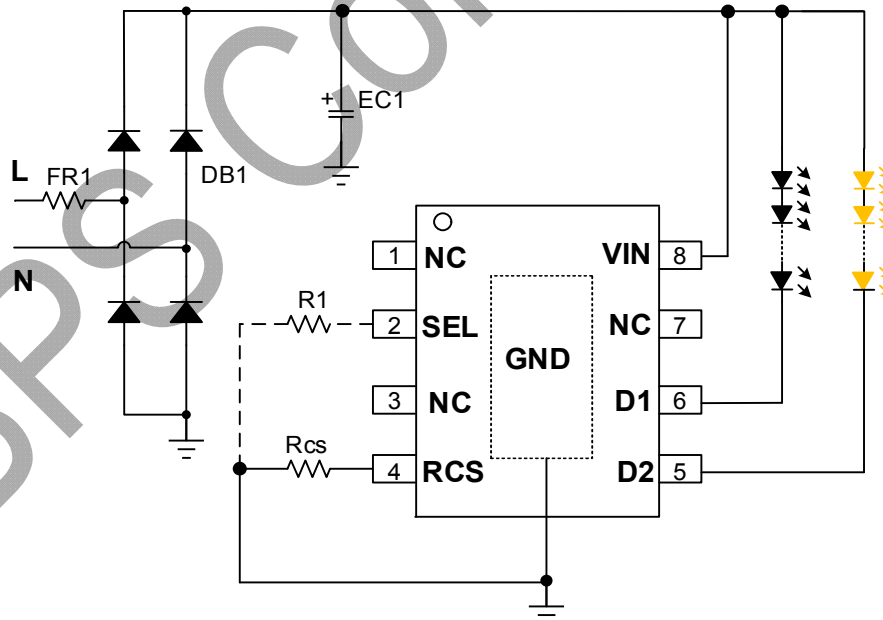 + EC1
L
FR1
DB1
N
1 NC
VIN 8
R1
2 SEL
NC 7
GND
3 NC
D1 6
Rcs
4 RCS
D2 5